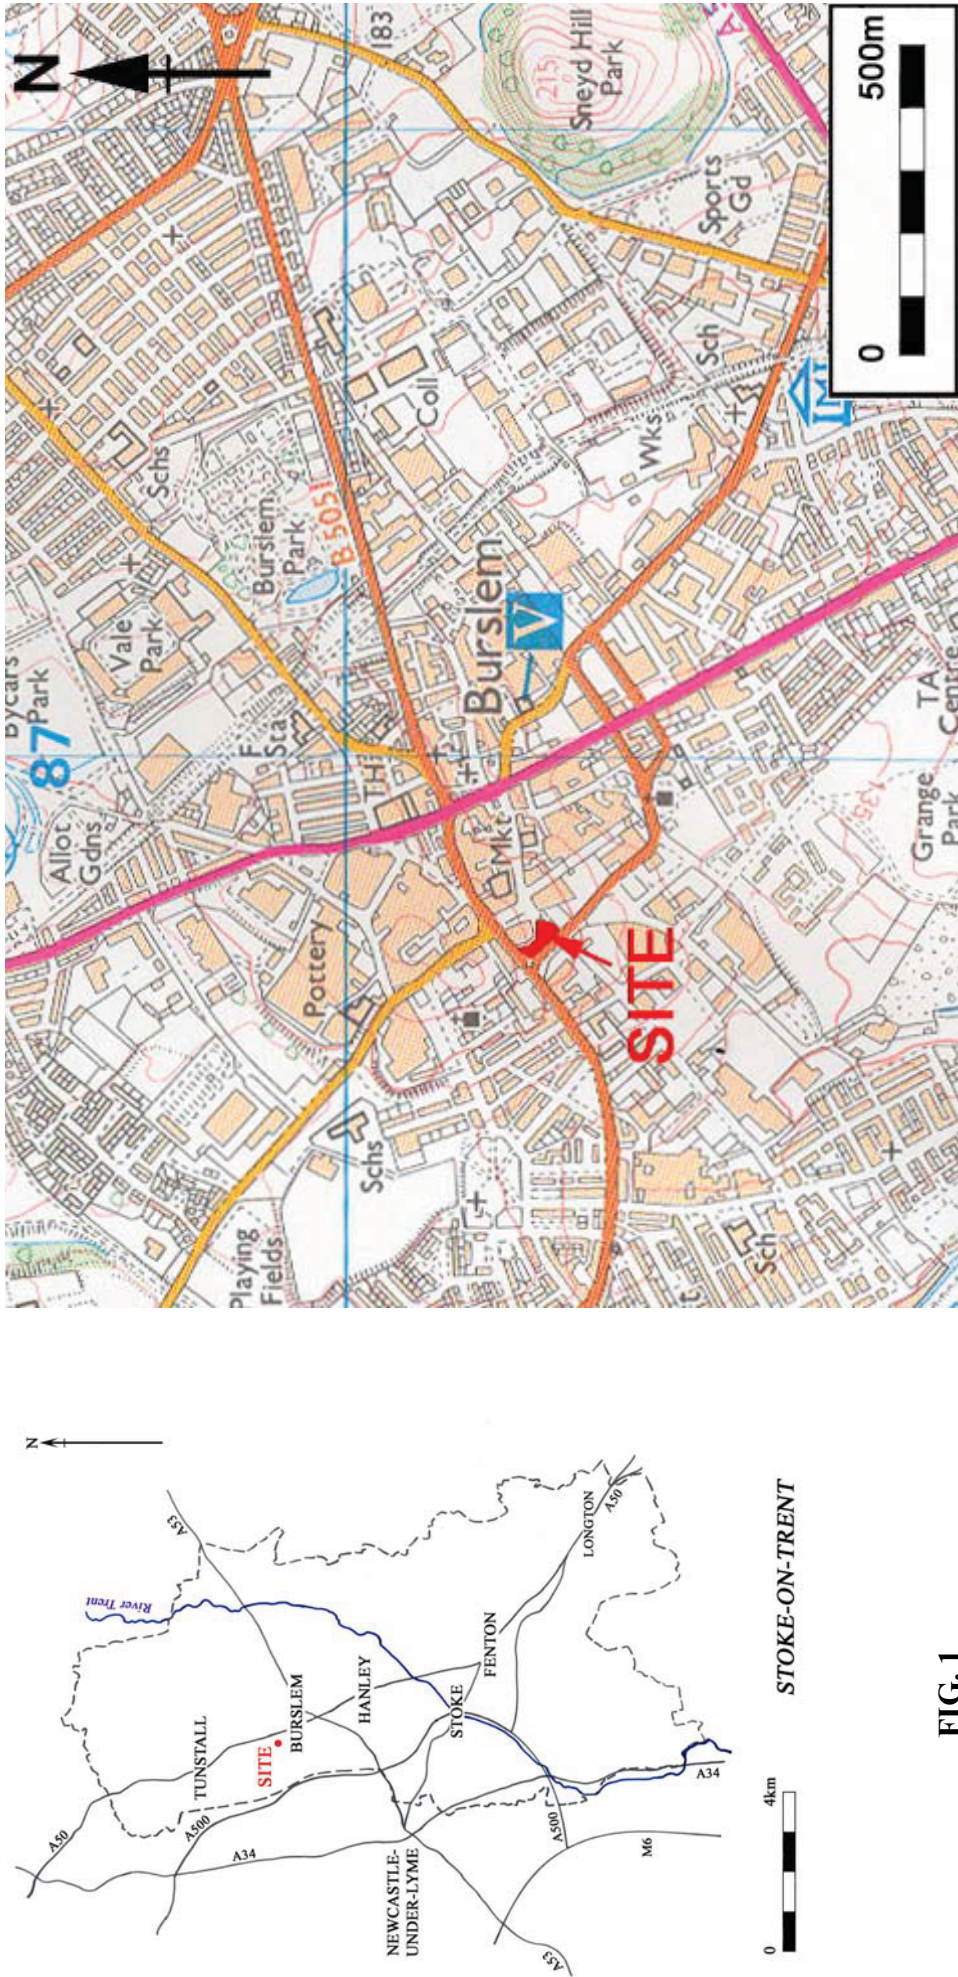 N
A53
River Trent
A50
TUNSTALL
SITE
BURSLEM
A500
HANLEY
A34
NEWCASTLE-
UNDER-LYME
STOKE
FENTON
LONGTON
A50
A500
A34
M6
A53
0
4km
STOKE-ON-TRENT
N
Bycars
Park
87
Allot
Gdns
Vale
Park
Schs
183
F
Sta
Burslem
Park
B 5051
TH
Pottery
Playing
Fields
Schs
Coll
Burslem
V
Mkt
215
Sneyd Hill
Park
SITE
Wks
Sch
Sports
Gd
Sch
t
135
Grange
Park
TA
Centre
0
500m
FIG. 1